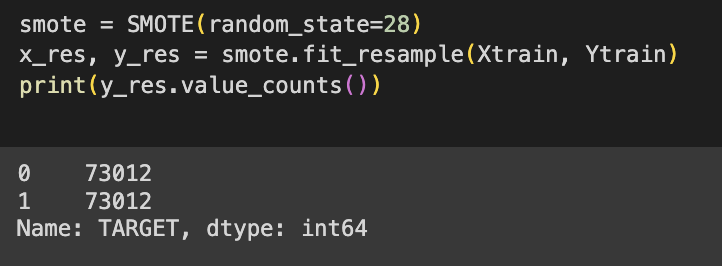 smote = SMOTE(random_state=28)
x_res, y_res = smote.fit_resample(Xtrain, Ytrain)
print(y_res.value_counts())
0    73012
1    73012
Name: TARGET, dtype: int64